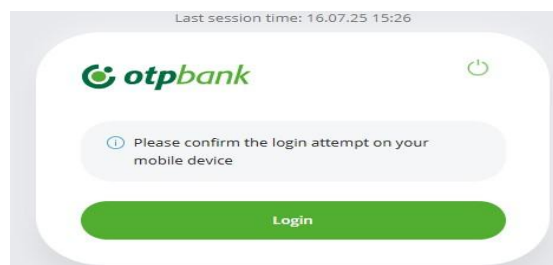 Last session time: 16.07.25 15:26
otpbank
Please confirm the login attempt on your
mobile device
Login